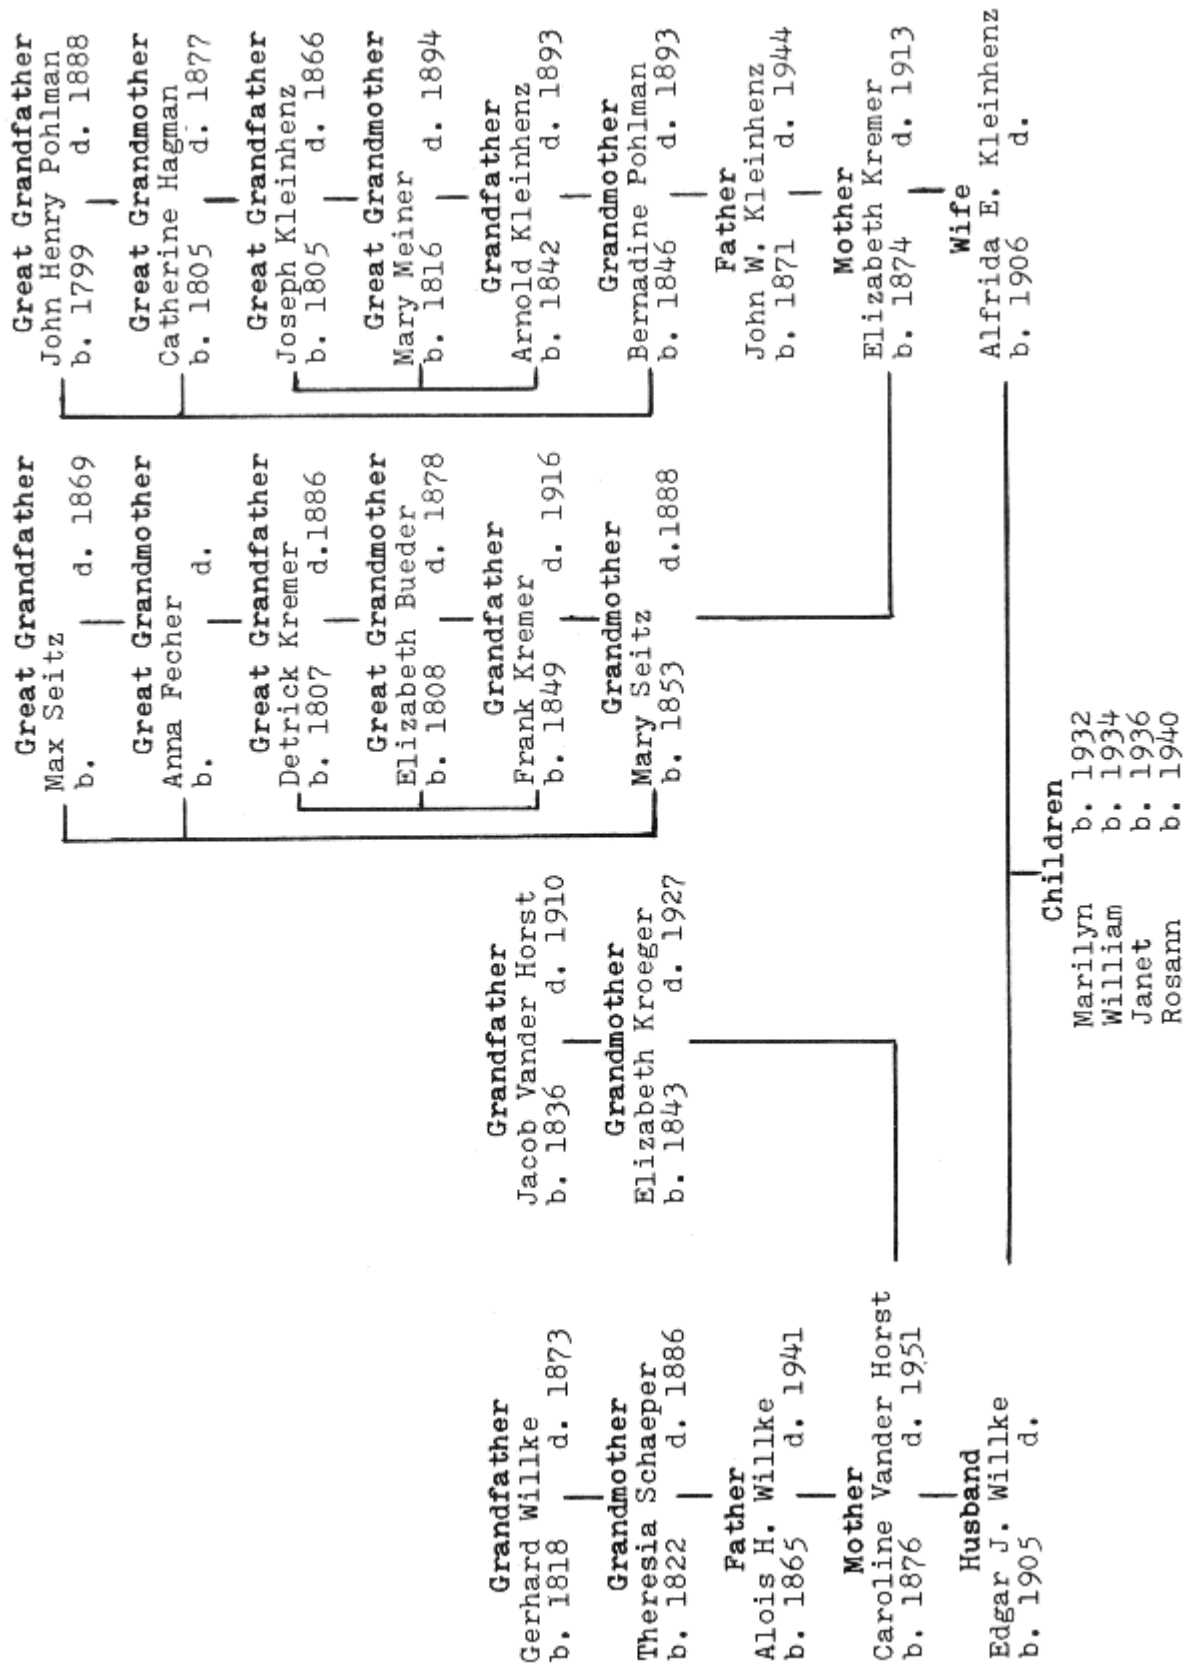 Grandfather
Gerhard Willke
b. 1818 d. 1873
Grandmother
Theresia Schaeper
b. 1822 d. 1886
Father
Alois H. Willke
b. 1865 d. 1941
Mother
Caroline Vander Horst
b. 1876 d. 1951
Husband
Edgar J. Willke
b. 1905 d.
Grandfather
Jacob Vander Horst
b. 1836 d. 1910
Grandmother
Elizabeth Kroeger
b. 1843 d. 1927
Great Grandfather
Max Seitz
b. d. 1869
Great Grandmother
Anna Fecher
b. d.
Great Grandfather
Detrick Kremer
b. 1807 d.1886
Great Grandmother
Elizabeth Bueder
b. 1808 d. 1878
Grandfather
Frank Kremer
b. 1849 d. 1916
Grandmother
Mary Seitz
b. 1853 d.1888
Great Grandfather
John Henry Pohlman
b. 1799 d. 1888
Great Grandmother
Catherine Hagman
b. 1805 d. 1877
Great Grandfather
Joseph Kleinhenz
b. 1805 d. 1866
Great Grandmother
Mary Meiner
b. 1816 d. 1894
Grandfather
Arnold Kleinhenz
b. 1842 d. 1893
Grandmother
Bernadine Pohlman
b. 1846 d. 1893
Father
John W. Kleinhenz
b. 1871 d. 1944
Mother
Elizabeth Kremer
b. 1874 d. 1913
Wife
Alfrida E. Kleinhenz
b. 1906 d.
Children
Marilyn b. 1932
William b. 1934
Janet b. 1936
Rosann b. 1940